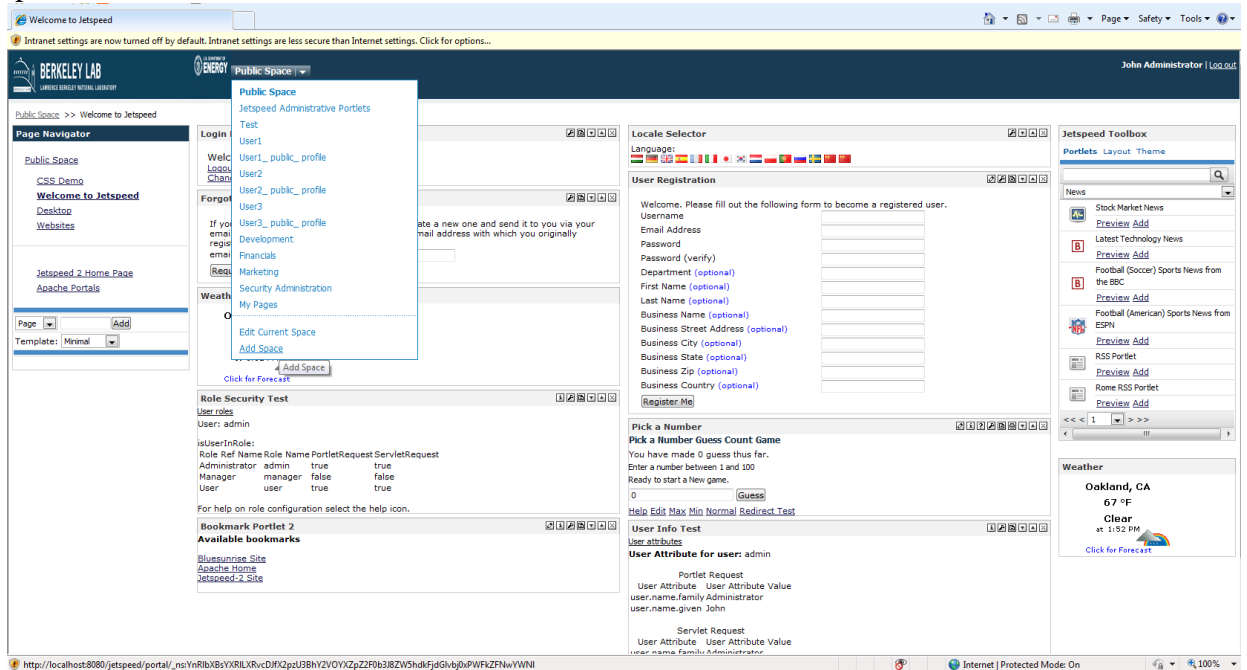 Welcome to Jetspeed
Page Safety Tools
Intranet settings are now turned off by default. Intranet settings are less secure than Internet settings. Click for options...
BERKELEY LAB
LAWRENCE BERKELEY NATIONAL LABORATORY
U.S. DEPARTMENT OF
ENERGY
Public Space
John Administrator | Log out
Public Space
Jetspeed Administrative Portlets
Test
User1
User1_ public_ profile
User2
User2_ public_ profile
User3
User3_ public_ profile
Development
Financials
Marketing
Security Administration
My Pages
Edit Current Space
Add Space
Add Space
Public Space >> Welcome to Jetspeed
Page Navigator
Public Space
CSS Demo
Welcome to Jetspeed
Desktop
Websites
Jetspeed 2 Home Page
Apache Portals
Page Add
Template: Minimal
Login
Welc
Logou
Chan
Forgo
If yo
ate a new one and send it to you via your
emai
mail address with which you originally
regis
emai
Requ
Weath
O
Click for Forecast
Role Security Test
User roles
User: admin
isUserInRole:
Role Ref Name Role Name PortletRequest ServletRequest
Administrator admin true true
Manager manager false false
User user true true
For help on role configuration select the help icon.
Bookmark Portlet 2
Available bookmarks
Bluesunrise Site
Apache Home
Jetspeed-2 Site
Locale Selector
Language:
User Registration
Welcome. Please fill out the following form to become a registered user.
Username
Email Address
Password
Password (verify)
Department (optional)
First Name (optional)
Last Name (optional)
Business Name (optional)
Business Street Address (optional)
Business City (optional)
Business State (optional)
Business Zip (optional)
Business Country (optional)
Register Me
Pick a Number
Pick a Number Guess Count Game
You have made 0 guess thus far.
Enter a number between 1 and 100
Ready to start a New game.
0 Guess
Help Edit Max Min Normal Redirect Test
User Info Test
User attributes
User Attribute for user: admin
Portlet Request
User Attribute User Attribute Value
user.name.family Administrator
user.name.given John
Servlet Request
User Attribute User Attribute Value
user.name.family Administrator
Jetspeed Toolbox
Portlets Layout Theme
News
Stock Market News
Preview Add
Latest Technology News
Preview Add
Football (Soccer) Sports News from
the BBC
Preview Add
Football (American) Sports News from
ESPN
Preview Add
RSS Portlet
Preview Add
Rome RSS Portlet
Preview Add
<< < 1 > >>
Weather
Oakland, CA
67 °F
Clear
at 1:52 PM
Click for Forecast
Internet | Protected Mode: On
100%